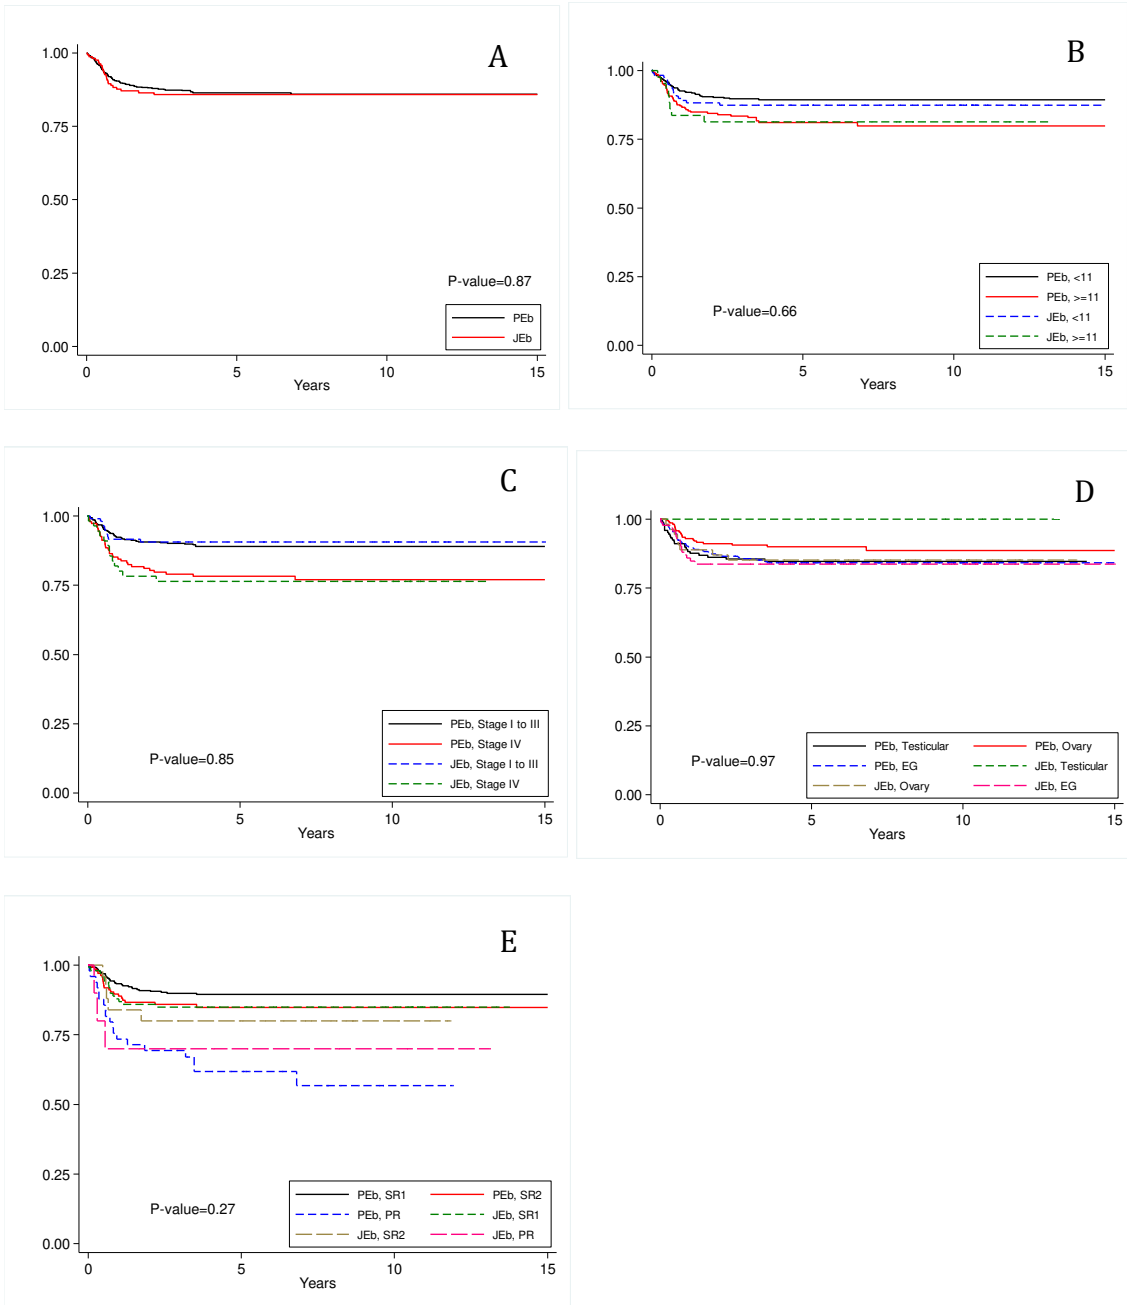 A
1.00
0.75
0.50
0.25
0.00
P-value=0.87
PEb
JEb
0 5 10 15
Years
B
1.00
0.75
0.50
0.25
0.00
P-value=0.66
PEb, <11
PEb, >=11
JEb, <11
JEb, >=11
0 5 10 15
Years
C
1.00
0.75
0.50
0.25
0.00
P-value=0.85
PEb, Stage I to III
PEb, Stage IV
JEb, Stage I to III
JEb, Stage IV
0 5 10 15
Years
D
1.00
0.75
0.50
0.25
0.00
P-value=0.97
PEb, Testicular PEb, Ovary
PEb, EG JEb, Testicular
JEb, Ovary JEb, EG
0 5 10 15
Years
E
1.00
0.75
0.50
0.25
0.00
P-value=0.27
PEb, SR1 PEb, SR2
PEb, PR JEb, SR1
JEb, SR2 JEb, PR
0 5 10 15
Years